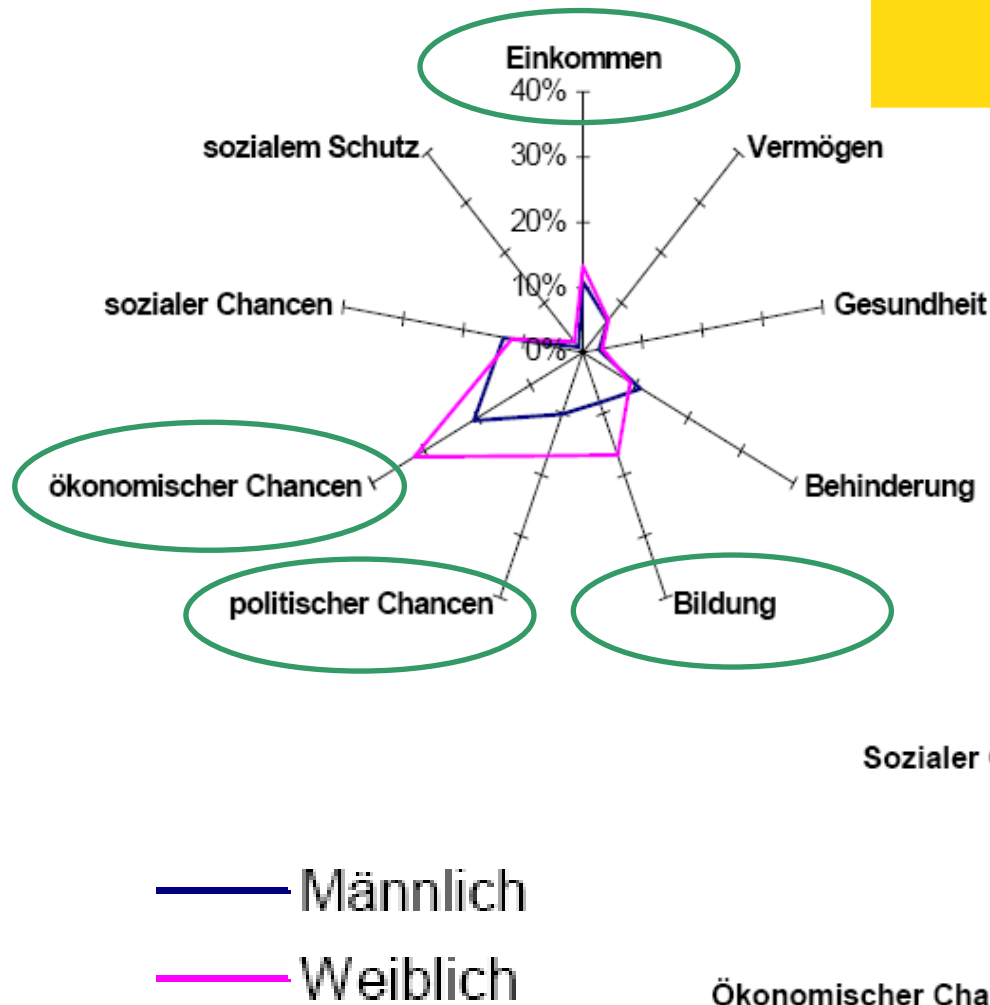 Einkommen
40%
sozialem Schutz
Vermögen
30%
20%
10%
sozialer Chancen
Gesundheit
0%
ökonomischer Chancen
Behinderung
politischer Chancen
Bildung
Sozialer
Männlich
Weiblich
Ökonomischer Cha